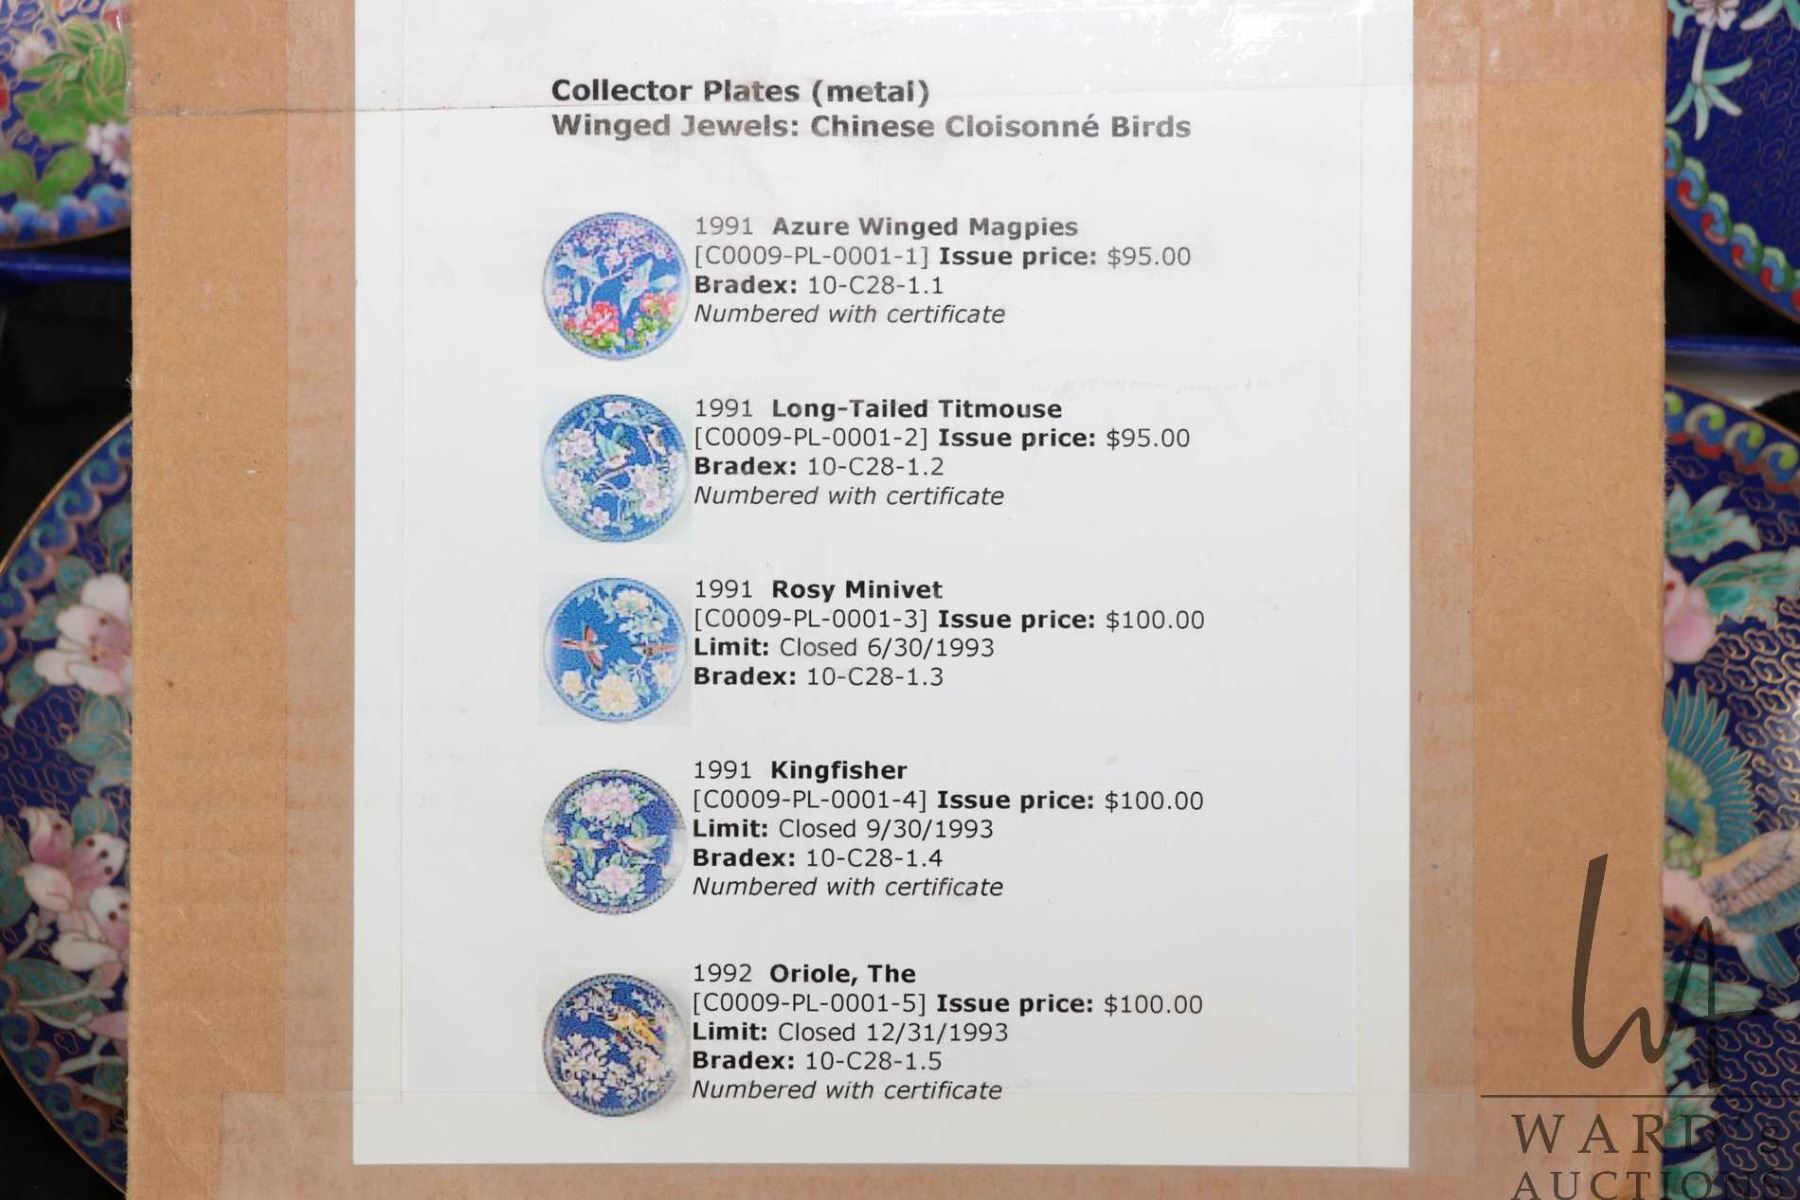 Collector Plates (metal)
Winged Jewels: Chinese Cloisonné Birds
1991 Azure Winged Magpies
[C0009-PL-0001-1] Issue price: $95.00
Bradex: 10-C28-1.1
Numbered with certificate
1991 Long-Tailed Titmouse
[C0009-PL-0001-2] Issue price: $95.00
Bradex: 10-C28-1.2
Numbered with certificate
1991 Rosy Minivet
[C0009-PL-0001-3] Issue price: $100.00
Limit: Closed 6/30/1993
Bradex: 10-C28-1.3
1991 Kingfisher
[C0009-PL-0001-4] Issue price: $100.00
Limit: Closed 9/30/1993
Bradex: 10-C28-1.4
Numbered with certificate
1992 Oriole, The
[C0009-PL-0001-5] Issue price: $100.00
Limit: Closed 12/31/1993
Bradex: 10-C28-1.5
Numbered with certificate
WA
WARD's
AUCTIONS